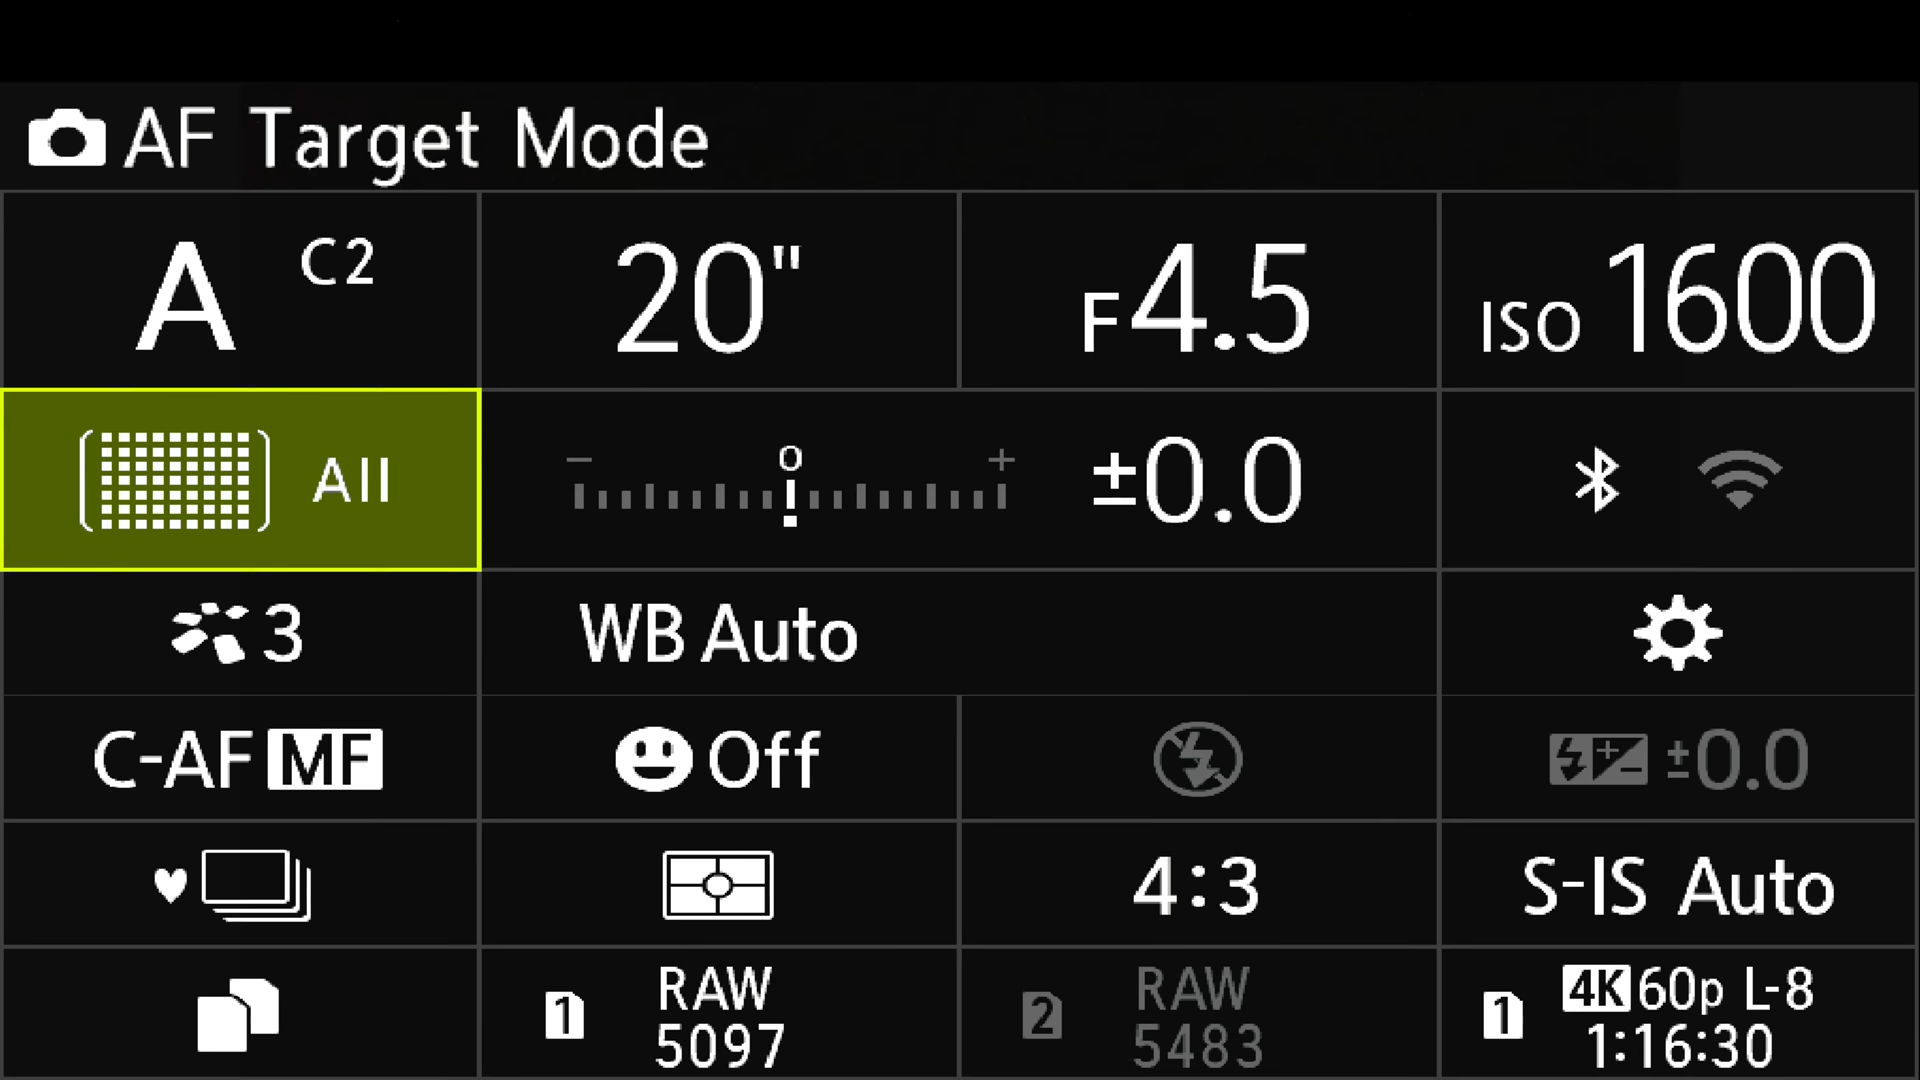 AF Target Mode
A C2
20"
F4.5
ISO 1600
All
− 0 +
±0.0
3
WB Auto
C-AF MF
Off
±0.0
4:3
S-IS Auto
1 RAW
5097
2 RAW
5483
1 4K 60p L-8
1:16:30